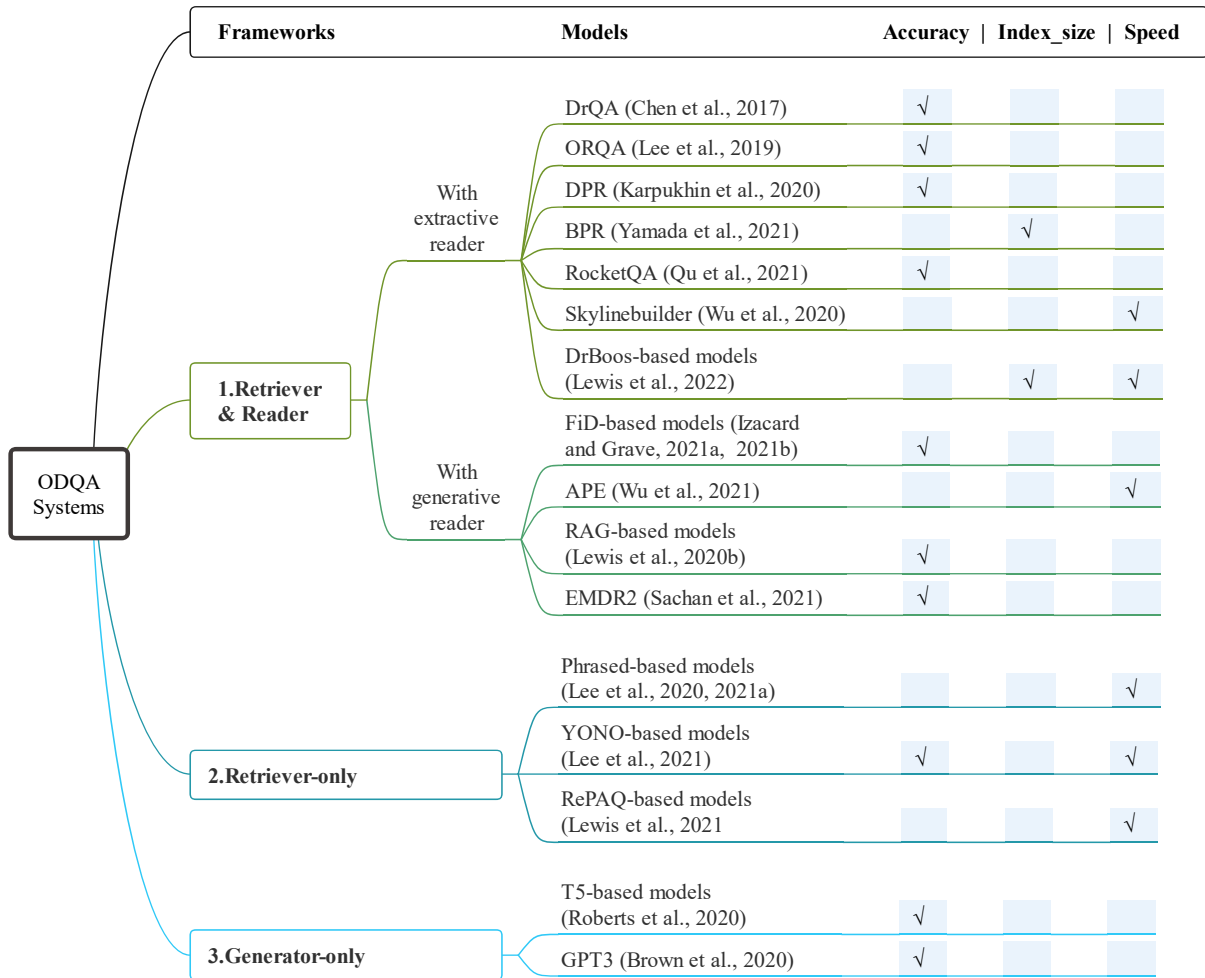 Frameworks Models Accuracy | Index_size | Speed
DrQA (Chen et al., 2017) √
ORQA (Lee et al., 2019) √
With
extractive
reader
DPR (Karpukhin et al., 2020) √
BPR (Yamada et al., 2021) √
RocketQA (Qu et al., 2021) √
Skylinebuilder (Wu et al., 2020) √
DrBoos-based models
(Lewis et al., 2022) √ √
1.Retriever
& Reader
FiD-based models (Izacard
and Grave, 2021a, 2021b) √
With
generative
reader
APE (Wu et al., 2021) √
RAG-based models
(Lewis et al., 2020b) √
EMDR2 (Sachan et al., 2021) √
ODQA
Systems
Phrased-based models
(Lee et al., 2020, 2021a) √
2.Retriever-only
YONO-based models
(Lee et al., 2021) √ √
RePAQ-based models
(Lewis et al., 2021 √
T5-based models
(Roberts et al., 2020) √
3.Generator-only
GPT3 (Brown et al., 2020) √